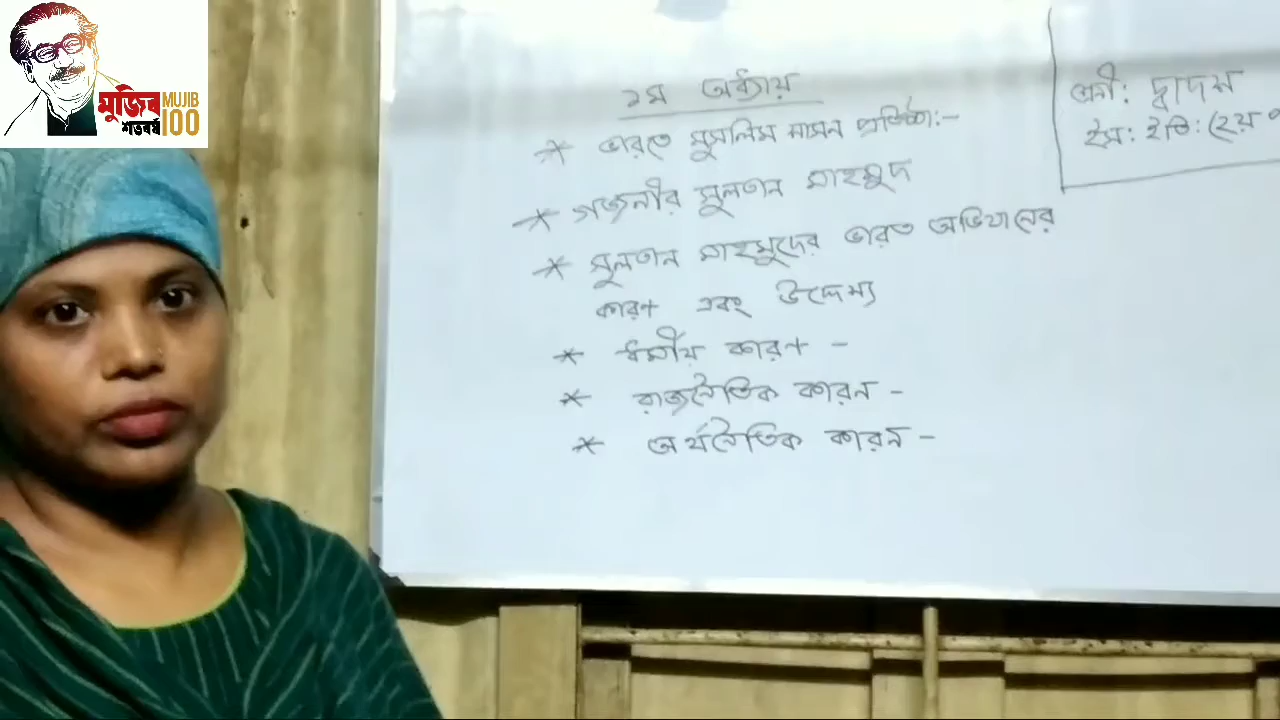 মুজিব MUJIB
শতবর্ষ 100
১ম অধ্যায়
* ভারতে মুসলিম শাসন প্রতিষ্ঠা:-
* গজনীর সুলতান মাহমুদ
* সুলতান মাহমুদের ভারত অভিযানের
কারণ এবং উদ্দেশ্য
* ধর্মীয় কারণ -
* রাজনৈতিক কারন -
* অর্থনৈতিক কারন -
শ্রেণী: দ্বাদশ
ইস: ইতি: (২য়